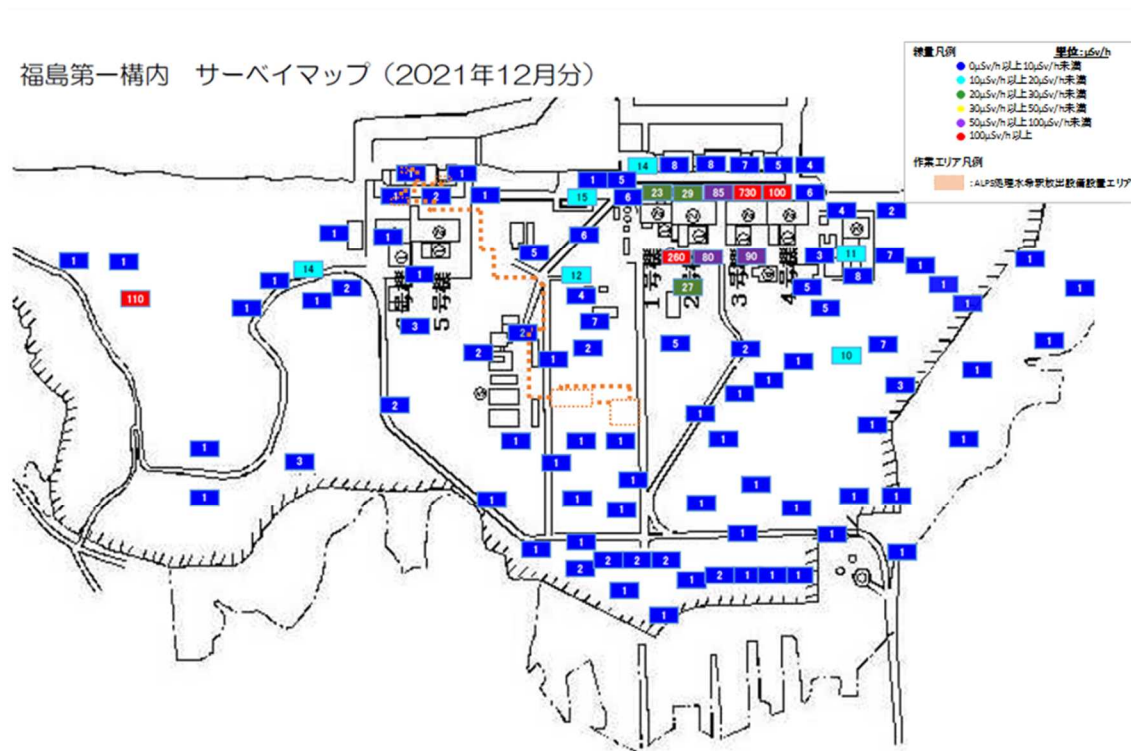 福島第一構内 サーベイマップ（2021年12月分）
線量凡例 単位：μSv/h
0μSv/h以上10μSv/h未満
10μSv/h以上20μSv/h未満
20μSv/h以上30μSv/h未満
30μSv/h以上50μSv/h未満
50μSv/h以上100μSv/h未満
100μSv/h以上
作業エリア凡例
：ALPS処理水希釈放出設備設置エリア
14 8 8 7 5 4
1 1 1 5
1 2 1 15 6 23 29 85 730 100 6
4 2
1 1 6
5 260 80 90 3 11 7
1 1 14 1 1 12 8 1 1
1 2 27 5 1 1
110 1 1 4 5 1
3 7
2 1
2 1 2 5 2 1 10 7
1 1
1 3
2 1
1 1 1 1 1 1 1
1 3 1
1 1
1 1 1 1 1 1 1
1
1 1 1 1
1 2 2 2 1
2 1 2 1 1 1
1
1
6号機
5号機
1号機
2号機
3号機
4号機